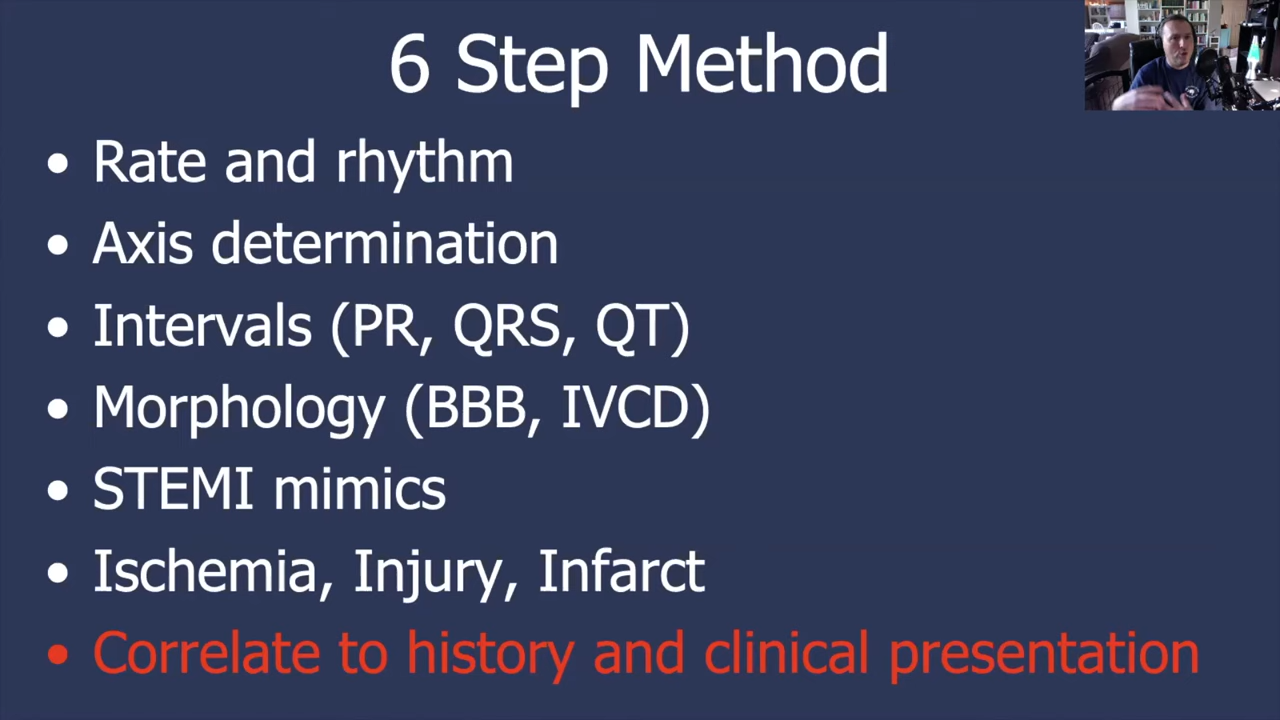 6 Step Method
• Rate and rhythm
• Axis determination
• Intervals (PR, QRS, QT)
• Morphology (BBB, IVCD)
• STEMI mimics
• Ischemia, Injury, Infarct
• Correlate to history and clinical presentation